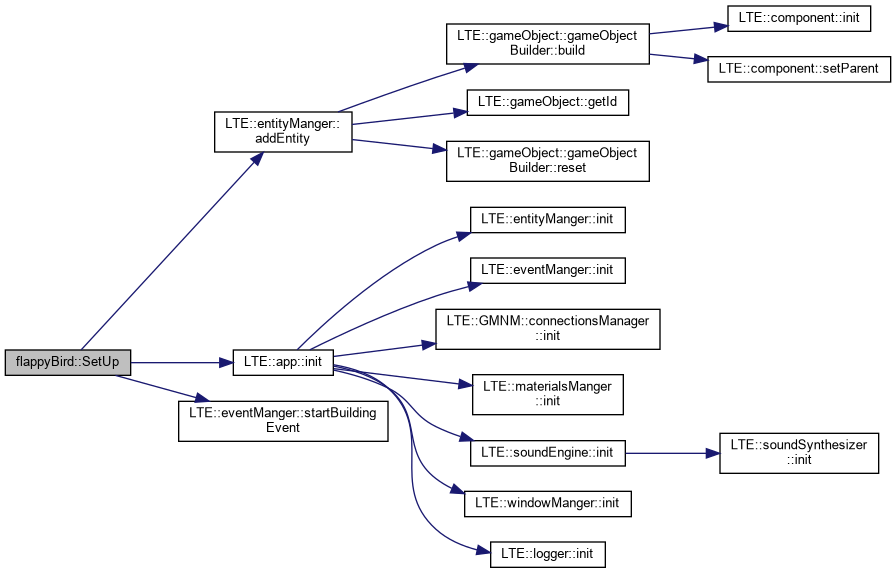 LTE::component::init
LTE::gameObject::gameObject
Builder::build
LTE::component::setParent
LTE::gameObject::getId
LTE::entityManger::
addEntity
LTE::gameObject::gameObject
Builder::reset
LTE::entityManger::init
LTE::eventManger::init
LTE::GMNM::connectionsManager
::init
flappyBird::SetUp
LTE::app::init
LTE::materialsManger
::init
LTE::eventManger::startBuilding
Event
LTE::soundEngine::init
LTE::soundSynthesizer
::init
LTE::windowManger::init
LTE::logger::init